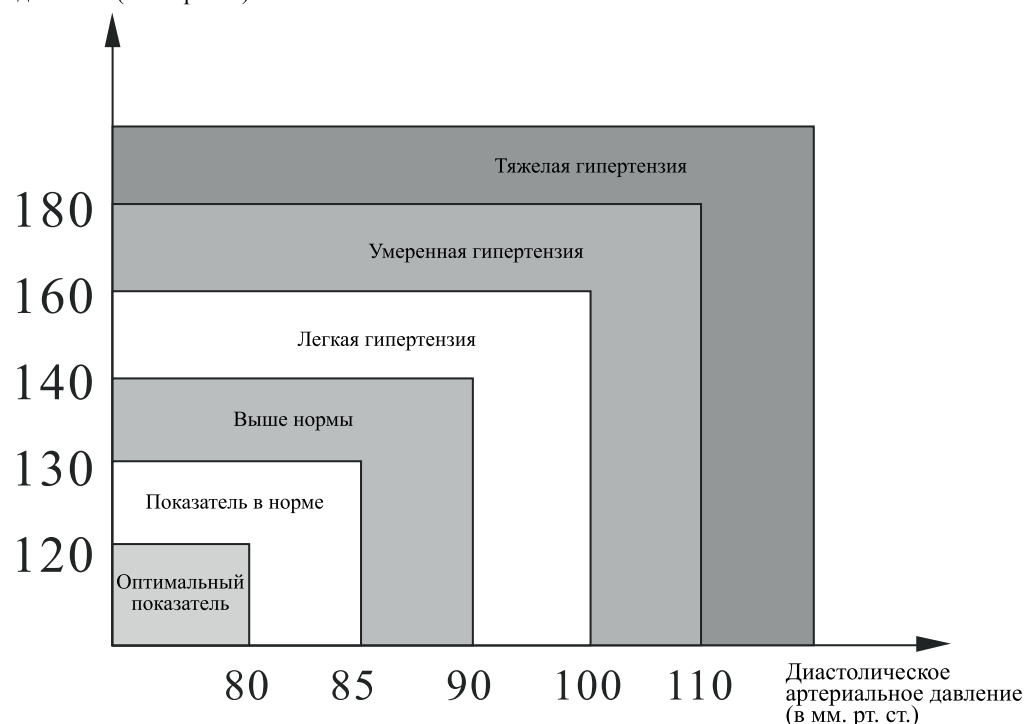 Тяжелая гипертензия
180
Умеренная гипертензия
160
Легкая гипертензия
140
Выше нормы
130
Показатель в норме
120
Оптимальный
показатель
80 85 90 100 110
Диастолическое
артериальное давление
(в мм. рт. ст.)